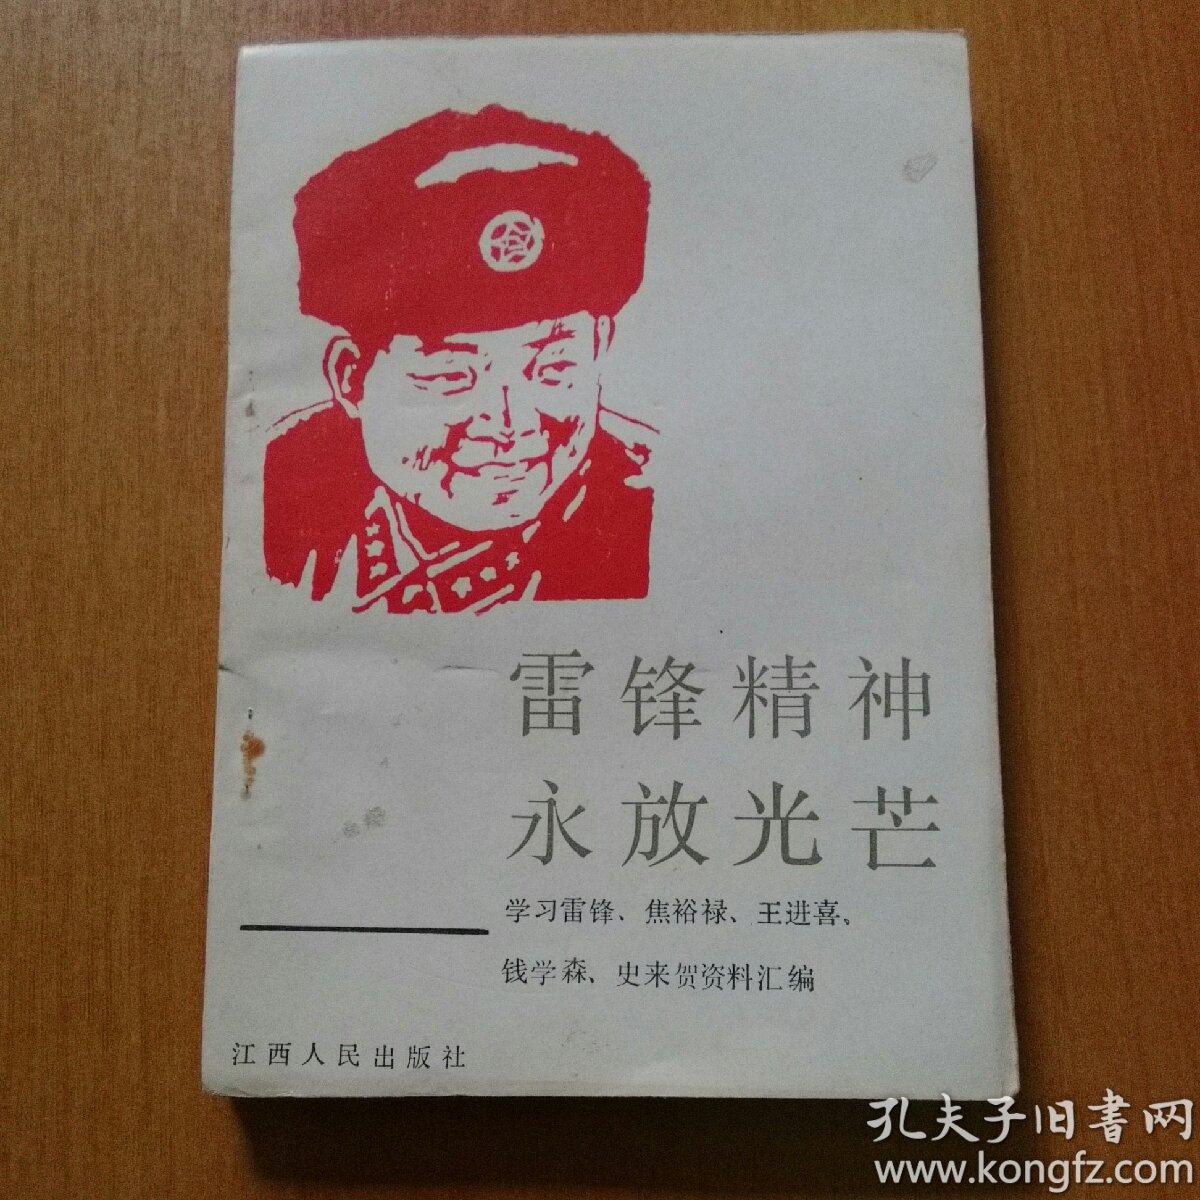 雷锋精神
永放光芒
学习雷锋、焦裕禄、王进喜、
钱学森、史来贺资料汇编
江西人民出版社
孔夫子旧書网
www.kongfz.com